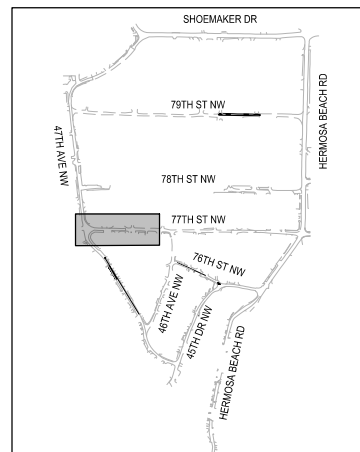 SHOEMAKER DR
79TH ST NW
47TH AVE NW
HERMOSA BEACH RD
78TH ST NW
77TH ST NW
76TH ST NW
46TH AVE NW
45TH DR NW
HERMOSA BEACH RD